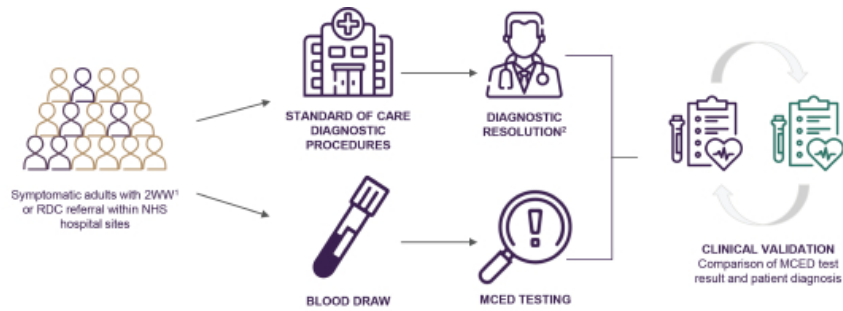 Symptomatic adults with 2WW¹
or RDC referral within NHS
hospital sites
STANDARD OF CARE
DIAGNOSTIC
PROCEDURES
DIAGNOSTIC
RESOLUTION²
BLOOD DRAW
MCED TESTING
CLINICAL VALIDATION
Comparison of MCED test
result and patient diagnosis